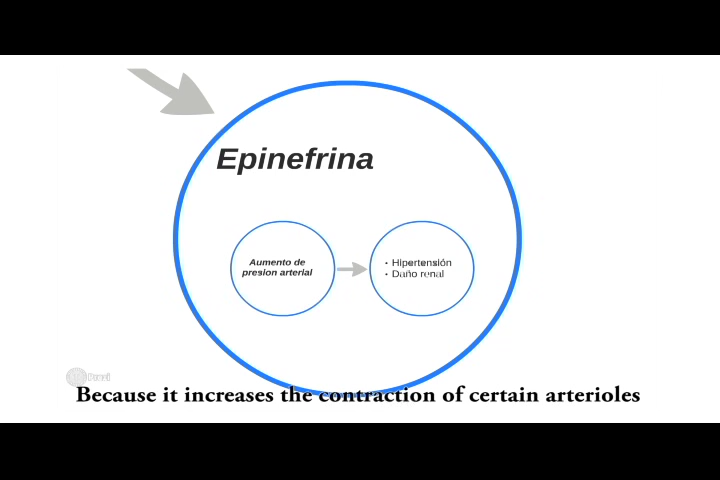 Epinefrina
Aumento de
presion arterial
• Hipertensión
• Daño renal
Because it increases the contraction of certain arterioles